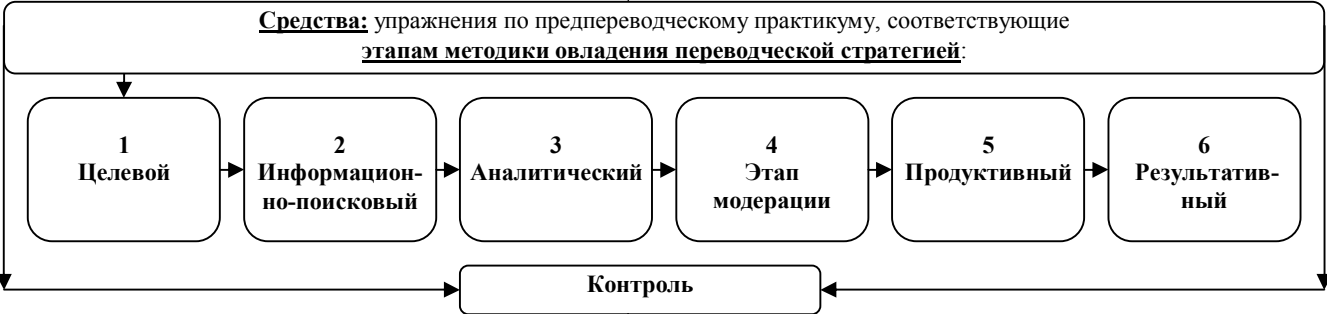 Средства: упражнения по предпереводческому практикуму, соответствующие
этапам методики овладения переводческой стратегией:
1
Целевой
2
Информацион-
но-поисковый
3
Аналитический
4
Этап
модерации
5
Продуктивный
6
Результатив-
ный
Контроль